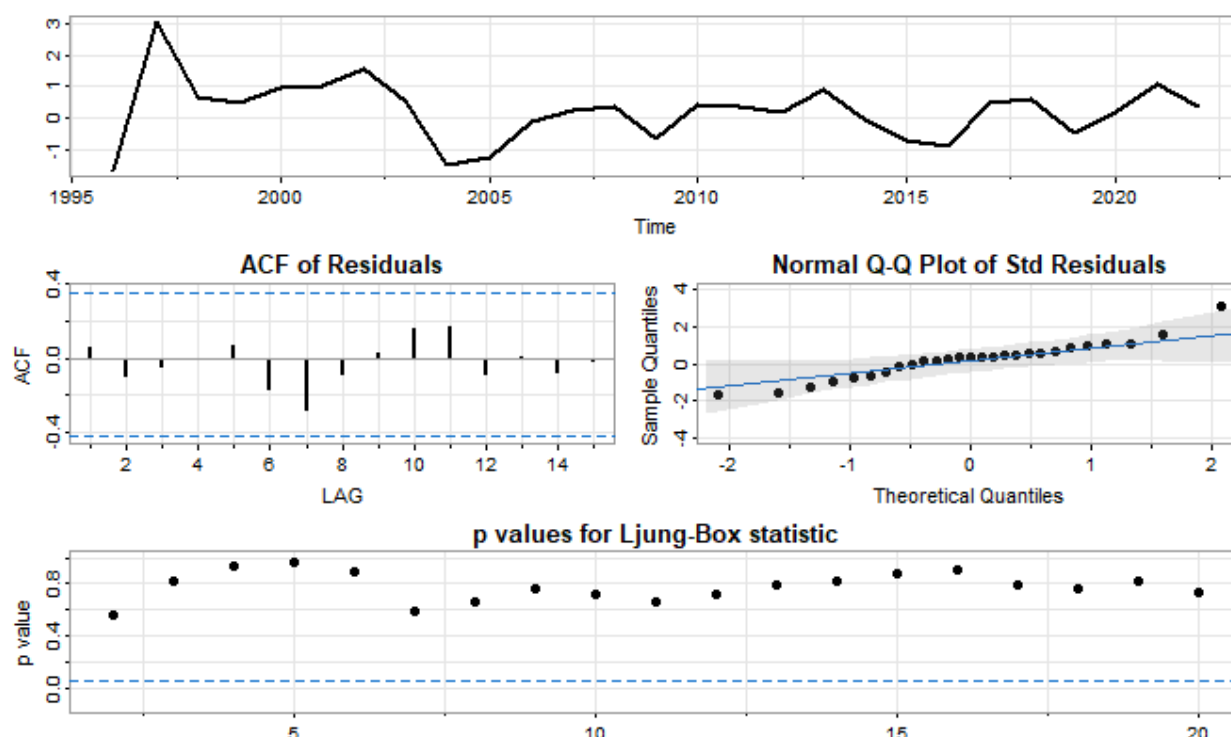 3
2
1
0
-1
1995 2000 2005 2010 2015 2020
Time
ACF of Residuals
0.4
0.0
-0.4
ACF
2 4 6 8 10 12 14
LAG
Normal Q-Q Plot of Std Residuals
4
2
0
-2
-4
Sample Quantiles
-2 -1 0 1 2
Theoretical Quantiles
p values for Ljung-Box statistic
0.8
0.4
0.0
p value
5 10 15 20